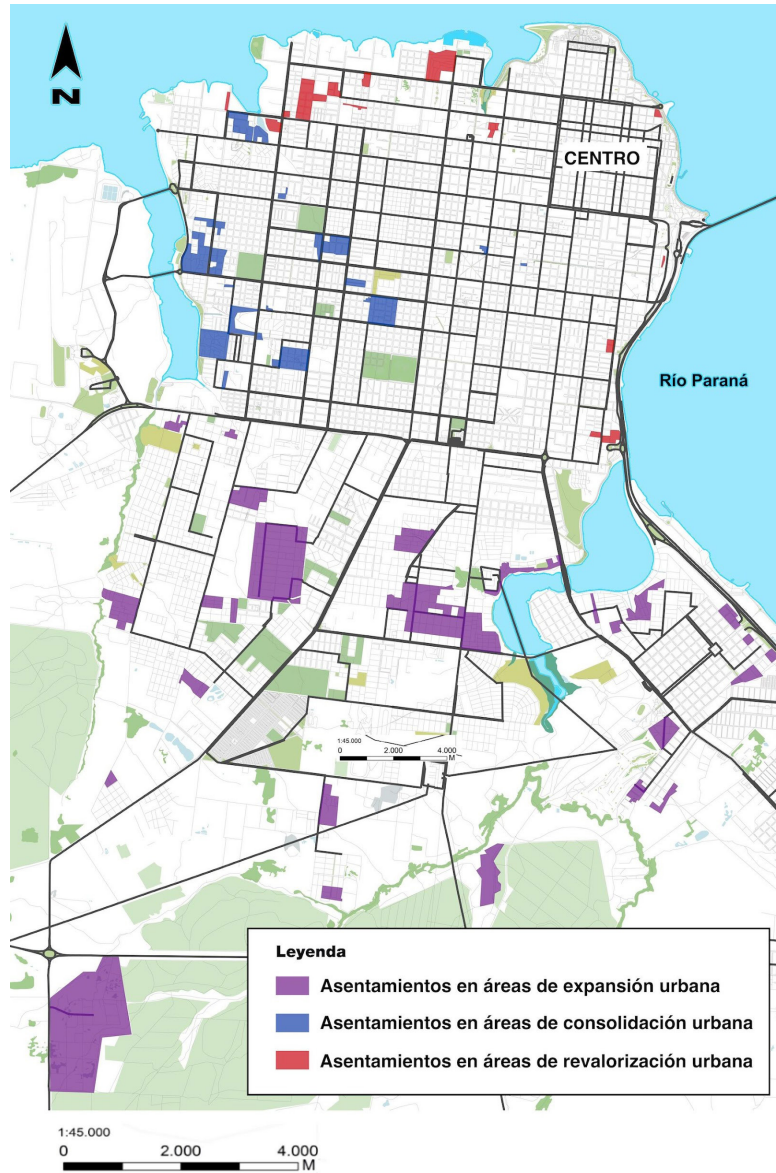 N
CENTRO
Río Paraná
1:45.000
0 2.000 4.000
M
Leyenda
Asentamientos en áreas de expansión urbana
Asentamientos en áreas de consolidación urbana
Asentamientos en áreas de revalorización urbana
1:45.000
0 2.000 4.000
M